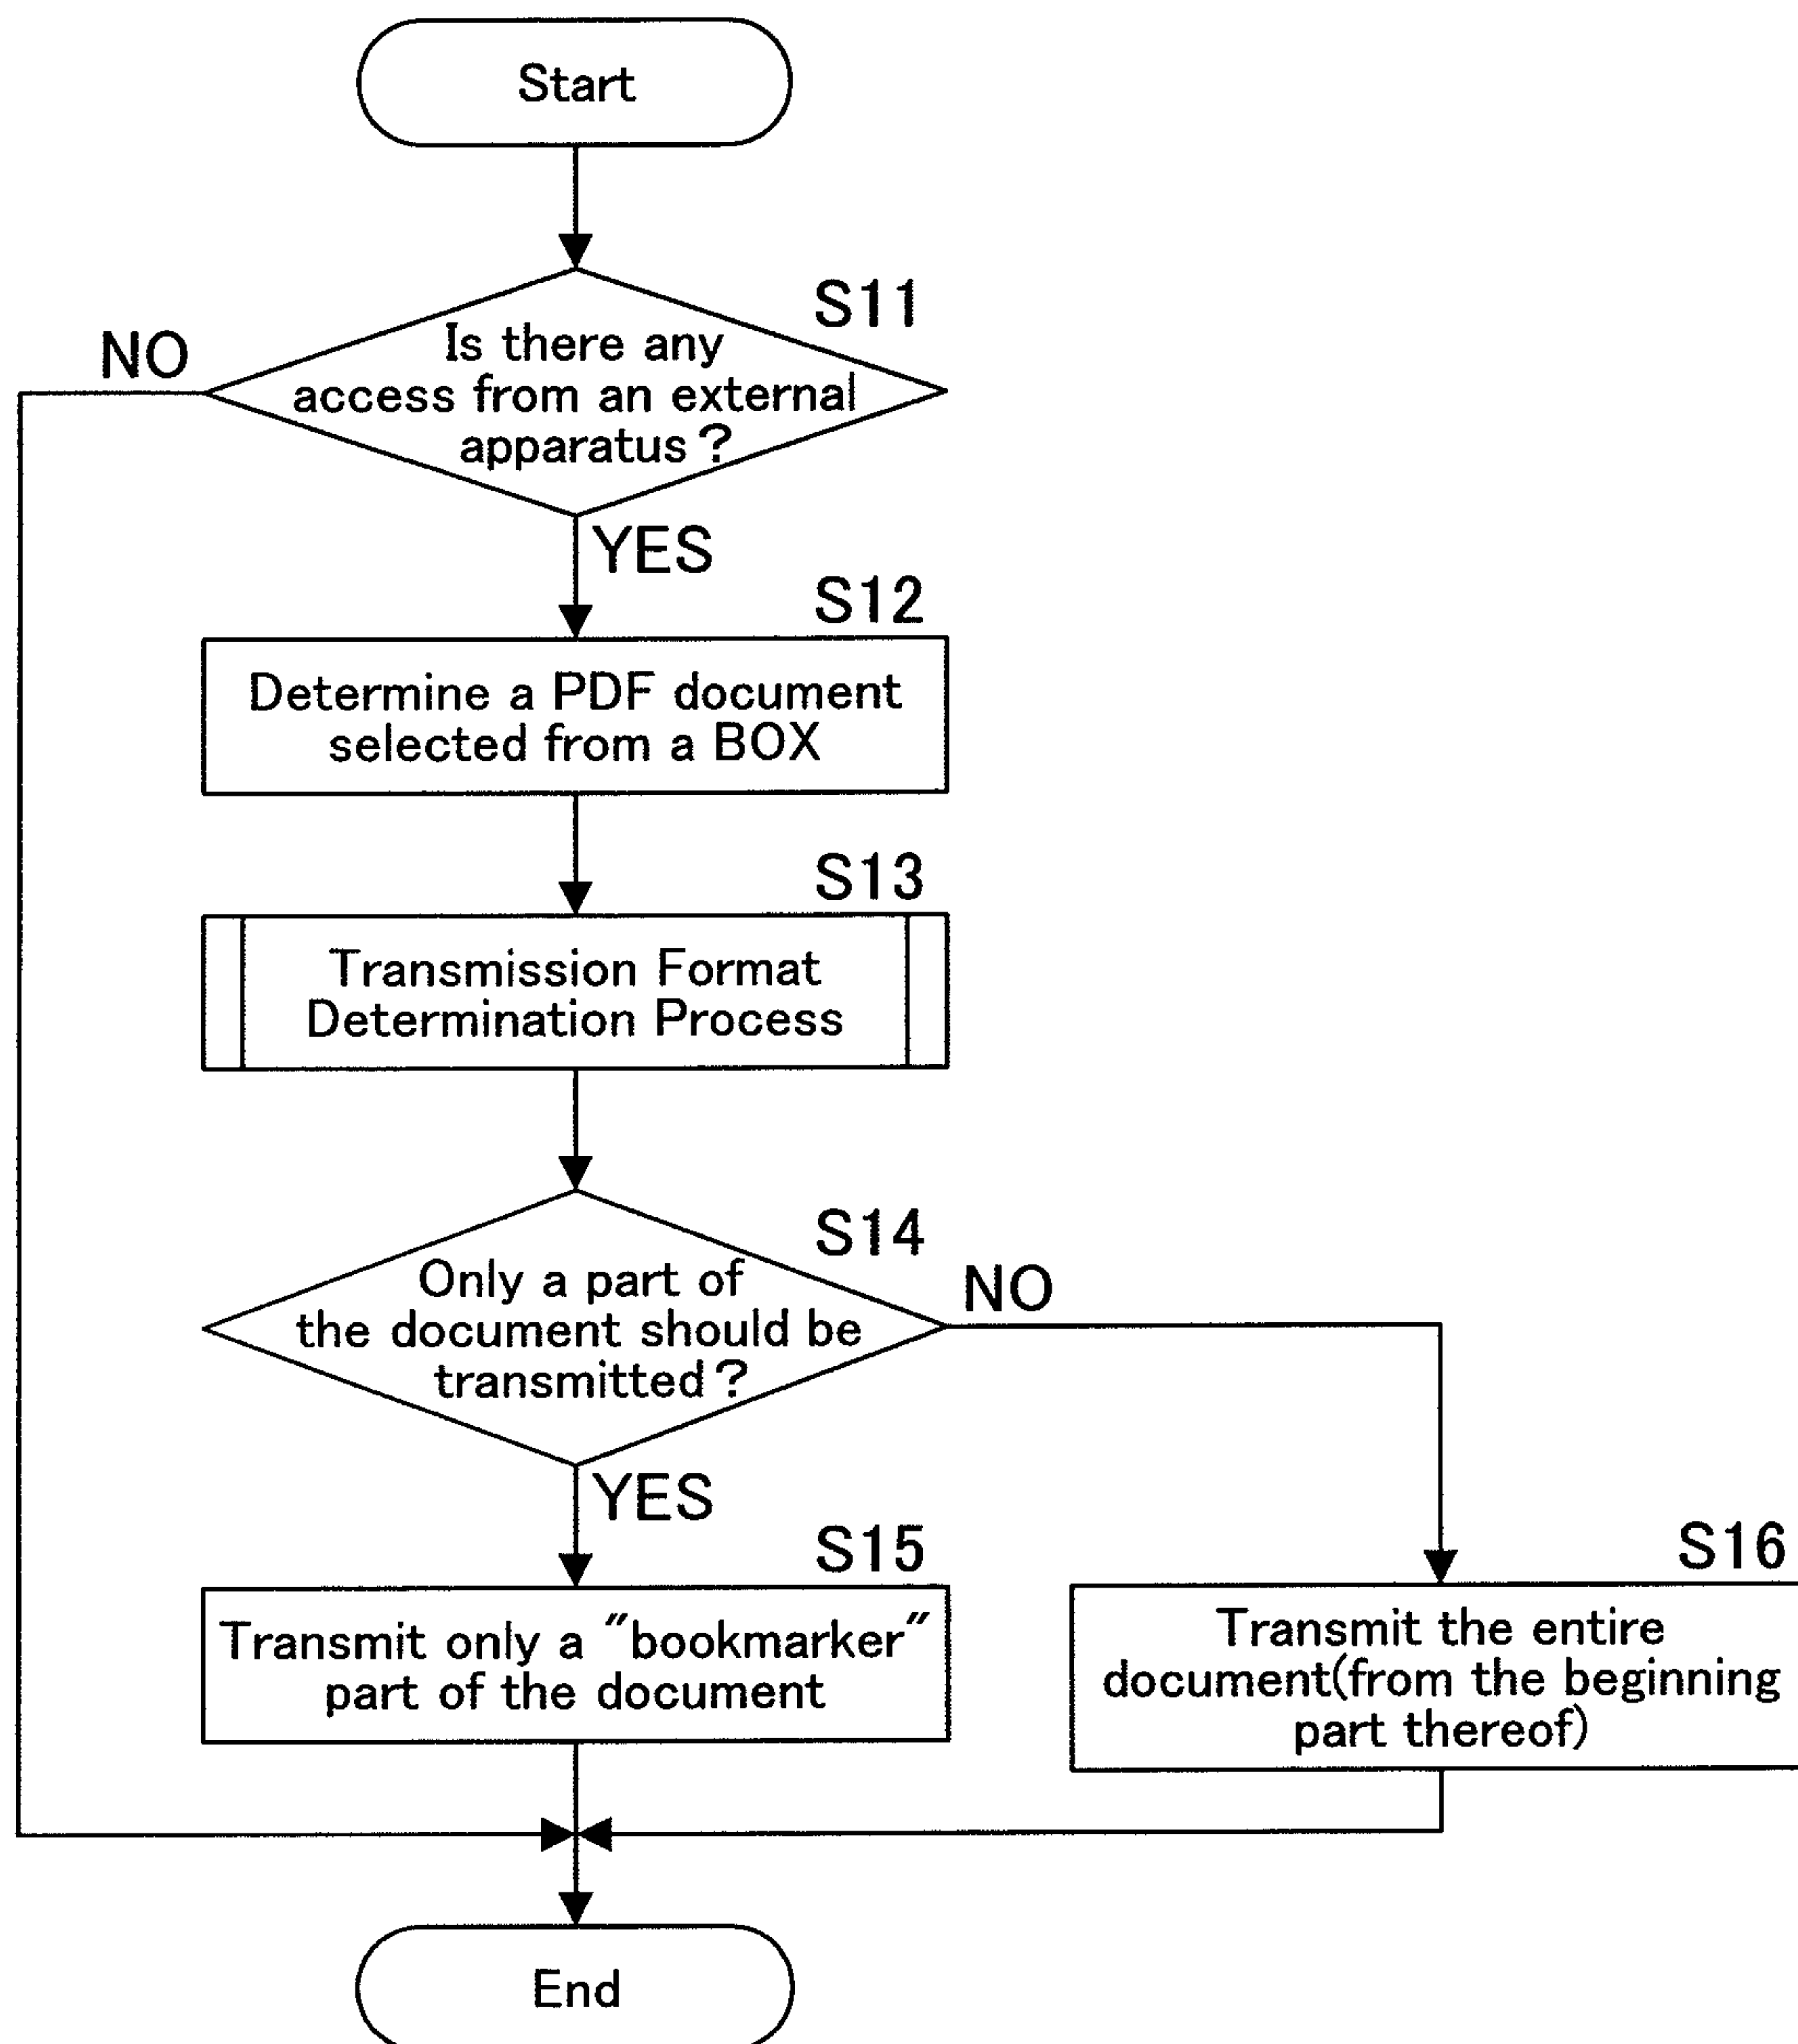 Start
S11
NO
Is there any
access from an external
apparatus?
YES
S12
Determine a PDF document
selected from a BOX
S13
Transmission Format
Determination Process
S14
Only a part of
the document should be
transmitted?
NO
YES
S15
Transmit only a "bookmarker"
part of the document
S16
Transmit the entire
document(from the beginning
part thereof)
End